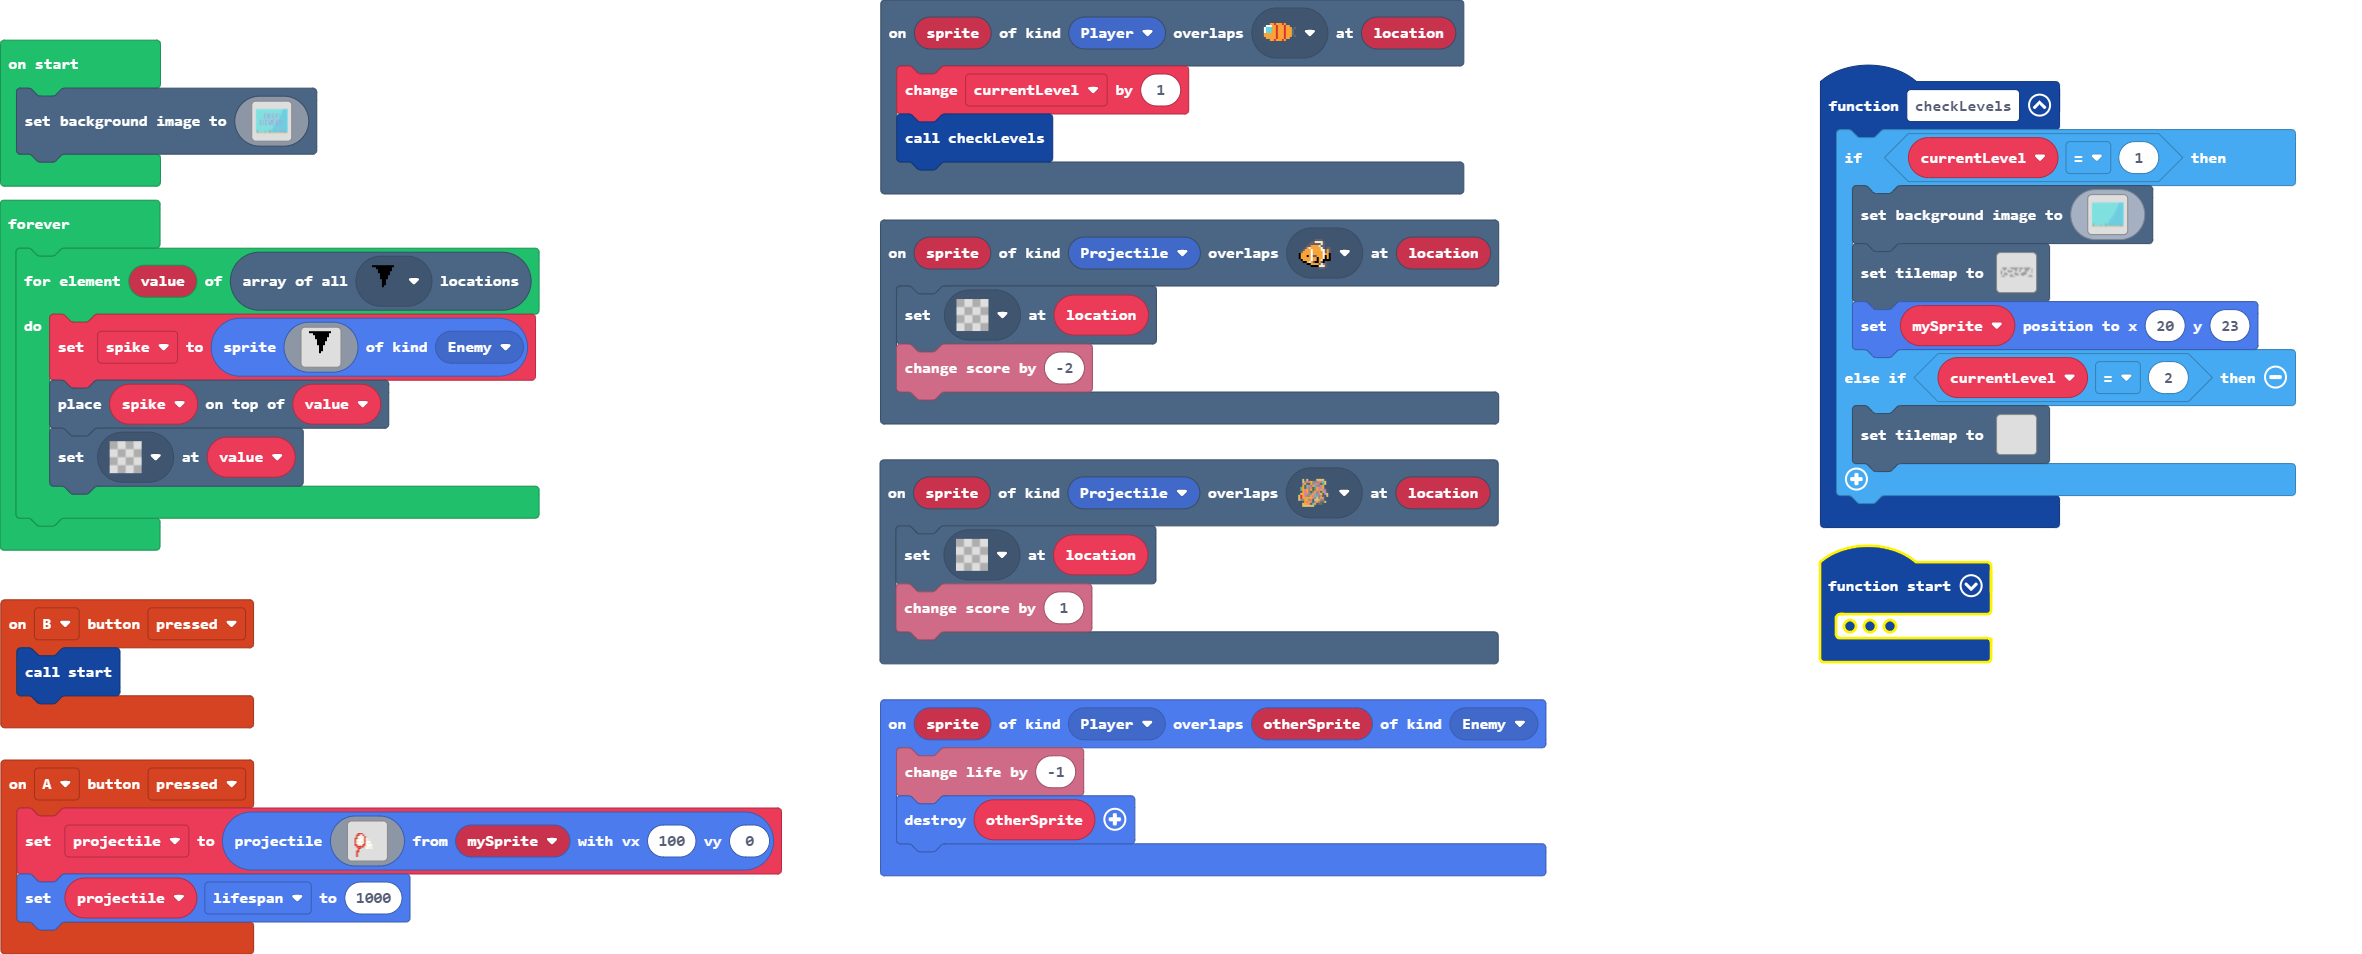 on start
set background image to
forever
for element value of array of all locations
do
set spike to sprite of kind Enemy
place spike on top of value
set at value
on B button pressed
call start
on A button pressed
set projectile to projectile from mySprite with vx 100 vy 0
set projectile lifespan to 1000
on sprite of kind Player overlaps at location
change currentLevel by 1
call checkLevels
on sprite of kind Projectile overlaps at location
set at location
change score by -2
on sprite of kind Projectile overlaps at location
set at location
change score by 1
on sprite of kind Player overlaps otherSprite of kind Enemy
change life by -1
destroy otherSprite
function checkLevels
if currentLevel = 1 then
set background image to
set tilemap to
set mySprite position to x 20 y 23
else if currentLevel = 2 then
set tilemap to
function start